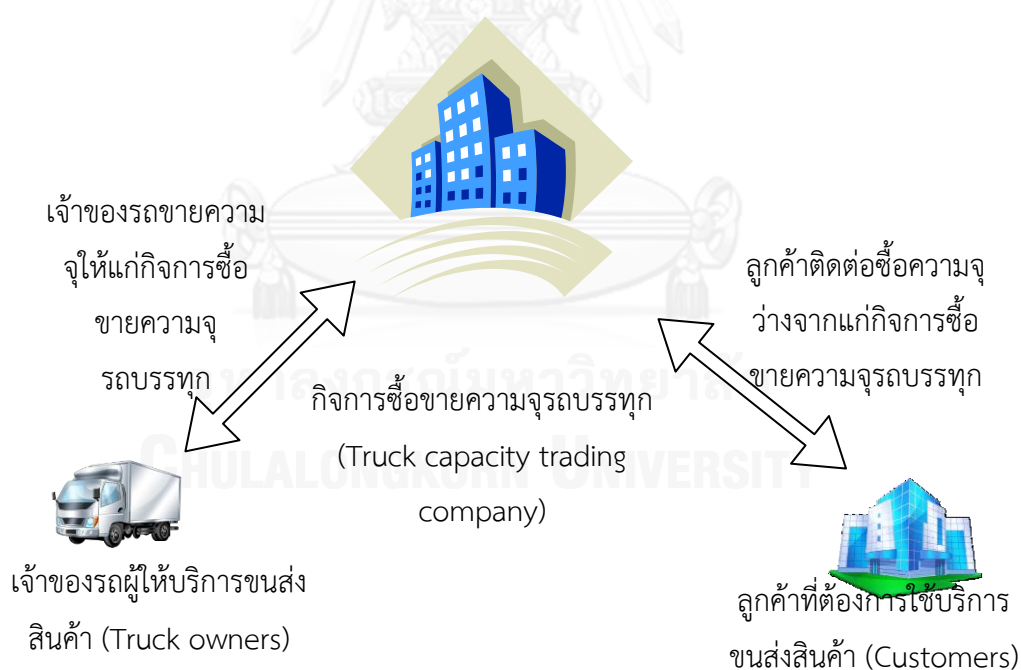 เจ้าของรถขายความ
จุให้แก่กิจการซื้อ
ขายความจุ
รถบรรทุก
ลูกค้าติดต่อซื้อความจุ
ว่างจากแก่กิจการซื้อ
ขายความจุรถบรรทุก
กิจการซื้อขายความจุรถบรรทุก
(Truck capacity trading
company)
เจ้าของรถผู้ให้บริการขนส่ง
สินค้า (Truck owners)
ลูกค้าที่ต้องการใช้บริการ
ขนส่งสินค้า (Customers)
CHULALONGKORN UNIVERSITY